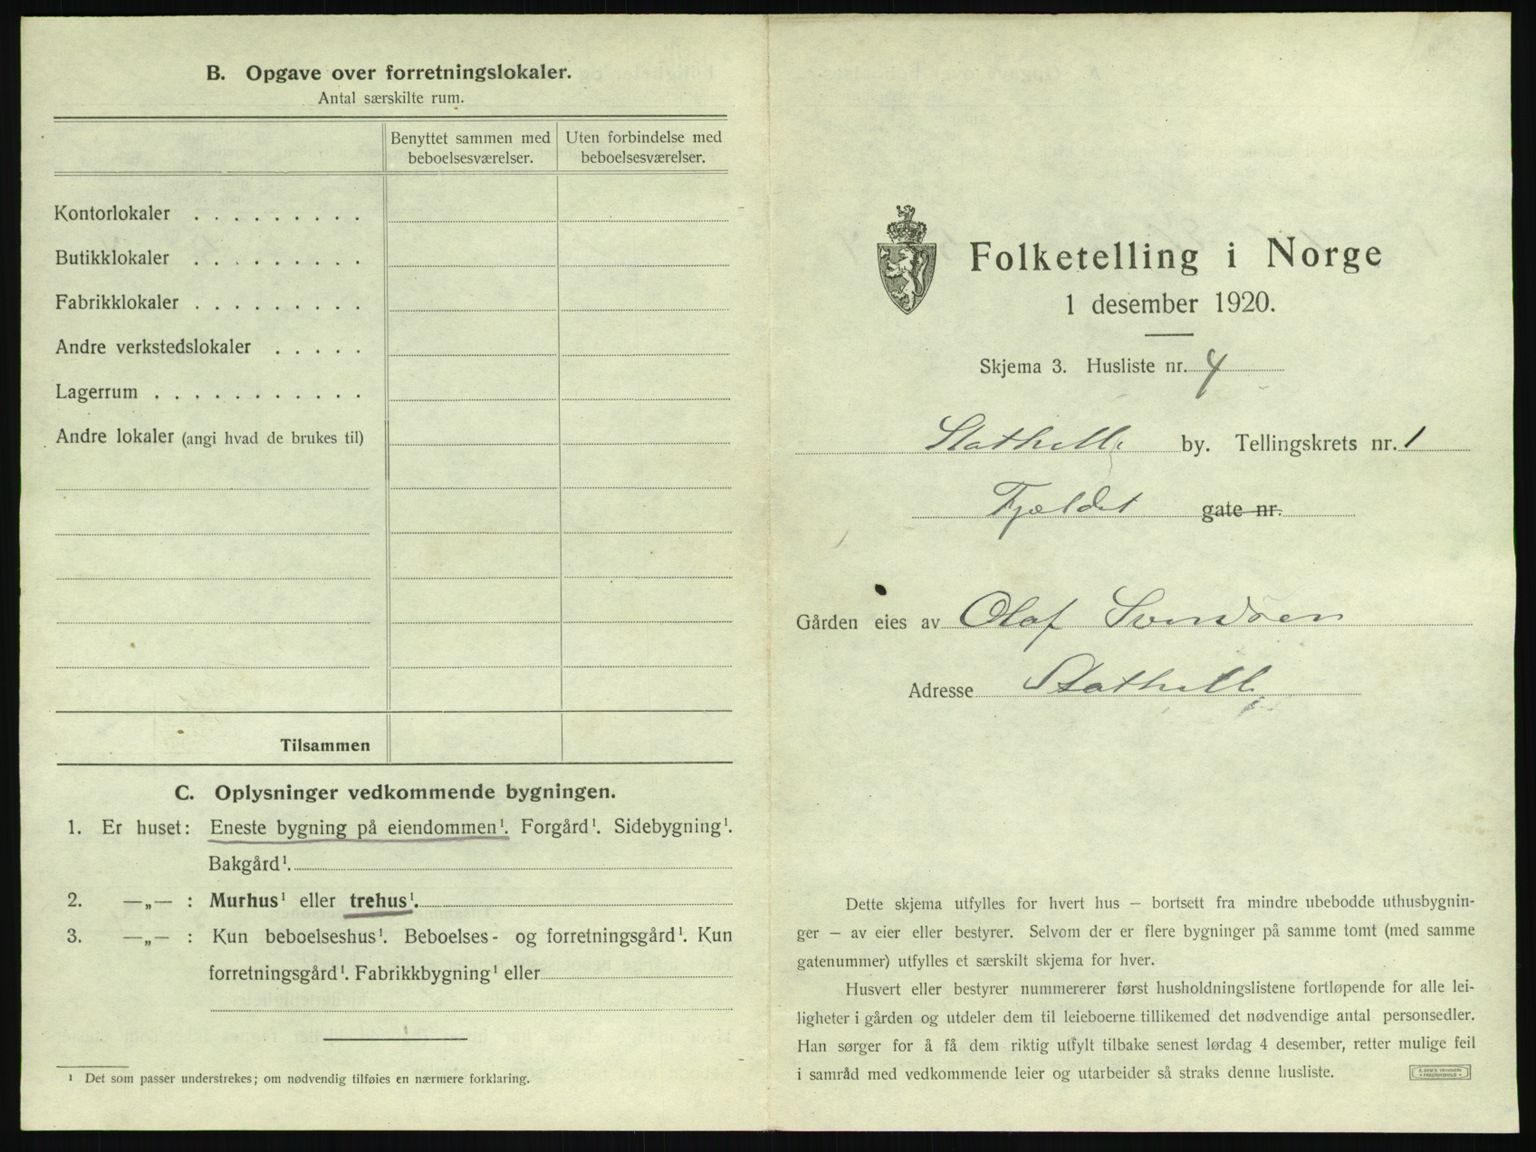 B. Opgave over forretningslokaler.
Antal særskilte rum.
Benyttet sammen med beboelsesværelser.
Uten forbindelse med beboelsesværelser.
Kontorlokaler . . . . . . . . .
Butikklokaler . . . . . . . . .
Fabrikklokaler . . . . . . . . .
Andre verkstedslokaler . . . . .
Lagerrum . . . . . . . . . . .
Andre lokaler (angi hvad de brukes til)
Tilsammen
C. Oplysninger vedkommende bygningen.
1. Er huset: Eneste bygning på eiendommen¹. Forgård¹. Sidebygning¹.
Bakgård¹.
2. —„— : Murhus¹ eller trehus¹.
3. —„— : Kun beboelseshus¹. Beboelses- og forretningsgård¹. Kun
forretningsgård¹. Fabrikkbygning¹ eller
¹ Det som passer understrekes; om nødvendig tilføies en nærmere forklaring.
Folketelling i Norge
1 desember 1920.
Skjema 3. Husliste nr. 4
Stathelle by. Tellingskrets nr. 1
Fjeldet gate nr.
Gården eies av Olaf Svendsen
Adresse Stathelle
Dette skjema utfylles for hvert hus — bortsett fra mindre ubebodde uthusbygnin-
ger — av eier eller bestyrer. Selvom der er flere bygninger på samme tomt (med samme
gatenummer) utfylles et særskilt skjema for hver.
Husvert eller bestyrer nummererer først husholdningslistene fortløpende for alle lei-
ligheter i gården og utdeler dem til leieboerne tillikemed det nødvendige antal personsedler.
Han sørger for å få dem riktig utfylt tilbake senest lørdag 4 desember, retter mulige feil
i samråd med vedkommende leier og utarbeider så straks denne husliste.